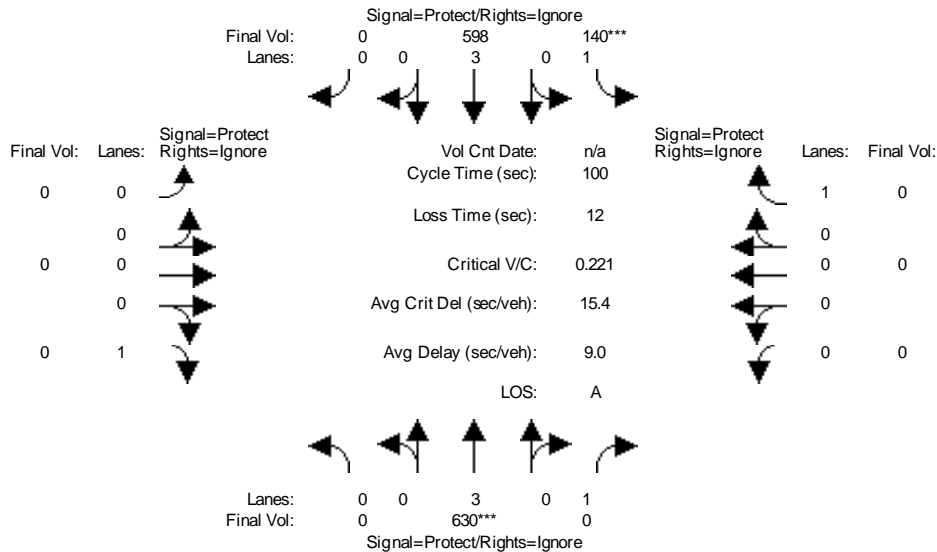 Signal=Protect/Rights=Ignore
Final Vol: 0 598 140***
Lanes: 0 0 3 0 1
Signal=Protect Signal=Protect
Final Vol: Lanes: Rights=Ignore Vol Cnt Date: n/a Rights=Ignore Lanes: Final Vol:
Cycle Time (sec): 100
0 0 1 0
Loss Time (sec): 12
0 0
0 0 Critical V/C: 0.221 0 0
0 Avg Crit Del (sec/veh): 15.4 0
0 1 Avg Delay (sec/veh): 9.0 0 0
LOS: A
Lanes: 0 0 3 0 1
Final Vol: 0 630*** 0
Signal=Protect/Rights=Ignore